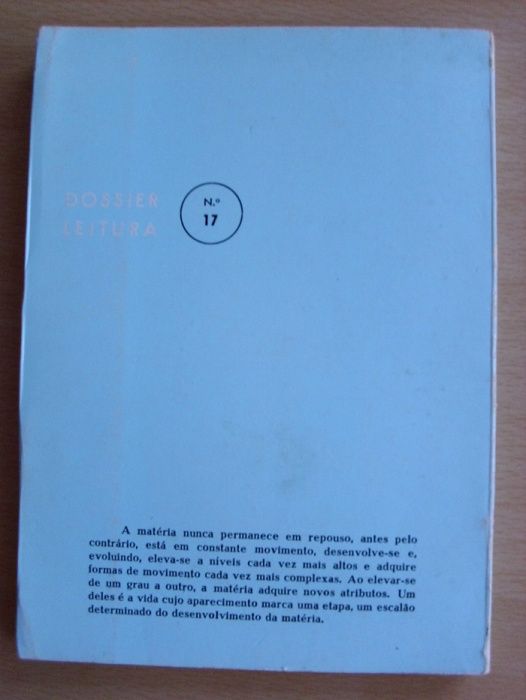 DOSSIER
LEITURA
N.º
17
A matéria nunca permanece em repouso, antes pelo
contrário, está em constante movimento, desenvolve-se e,
evoluindo, eleva-se a níveis cada vez mais altos e adquire
formas de movimento cada vez mais complexas. Ao elevar-se
de um grau a outro, a matéria adquire novos atributos. Um
deles é a vida cujo aparecimento marca uma etapa, um escalão
determinado do desenvolvimento da matéria.